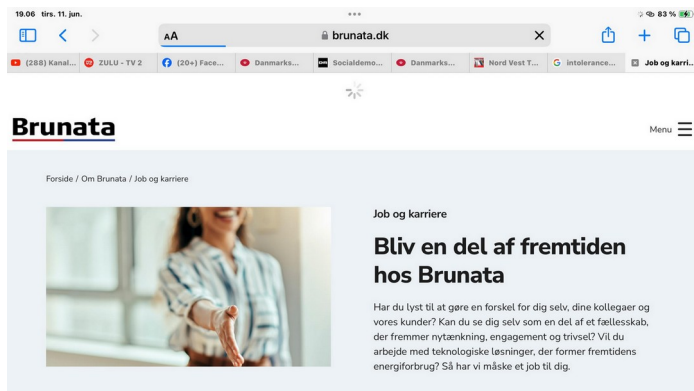 19.06 tirs. 11. jun.
83 %
AA
brunata.dk
(288) Kanal...
ZULU - TV 2
(20+) Face...
Danmarks...
Socialdemo...
Danmarks...
Nord Vest T...
intolerance...
Job og karri...
Brunata
Menu
Forside / Om Brunata / Job og karriere
Job og karriere
Bliv en del af fremtiden
hos Brunata
Har du lyst til at gøre en forskel for dig selv, dine kollegaer og
vores kunder? Kan du se dig selv som en del af et fællesskab,
der fremmer nytænkning, engagement og trivsel? Vil du
arbejde med teknologiske løsninger, der former fremtidens
energiforbrug? Så har vi måske et job til dig.